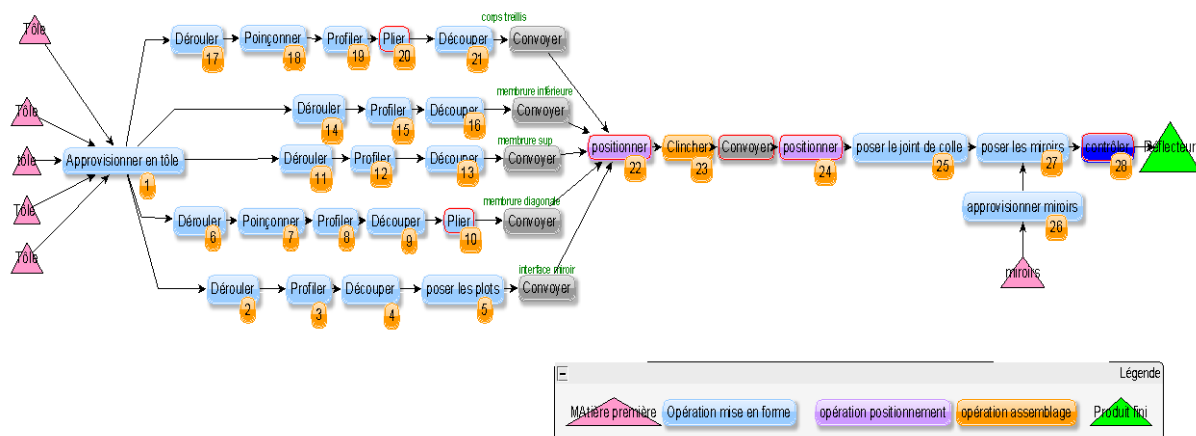 corps treillis
Tôle
Dérouler Poinçonner Profiler Plier Découper Convoyer
17 18 19 20 21
membrure inférieure
Tôle
Dérouler Profiler Découper Convoyer
14 15 16
membrure sup
tôle
Approvisionner en tôle
1
Dérouler Profiler Découper Convoyer
11 12 13
positionner Clincher Convoyer positionner poser le joint de colle poser les miroirs contrôler Réflecteur
22 23 24 25 27 28
membrure diagonale
Tôle
Dérouler Poinçonner Profiler Découper Plier Convoyer
6 7 8 9 10
approvisionner miroirs
26
Tôle
interface miroir
miroirs
Dérouler Profiler Découper poser les plots Convoyer
2 3 4 5
Légende
MAtière première Opération mise en forme opération positionnement opération assemblage Produit fini